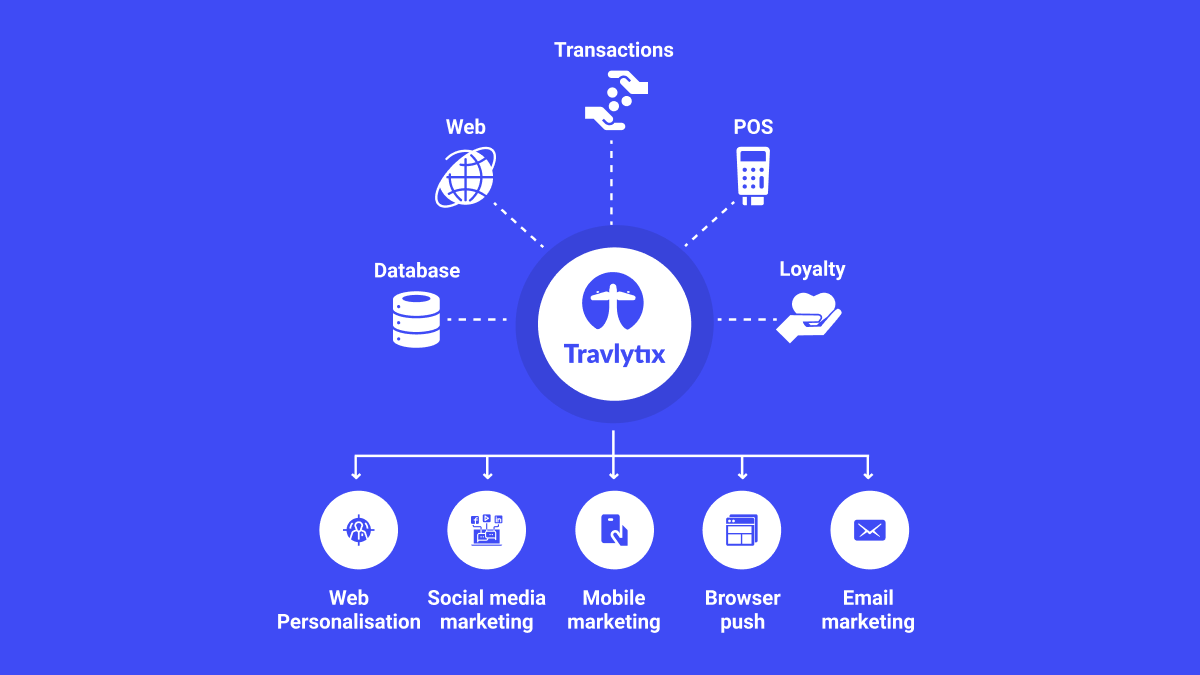 Transactions
Web
POS
Database
Loyalty
Travlytix
Web
Personalisation
Social media
marketing
Mobile
marketing
Browser
push
Email
marketing